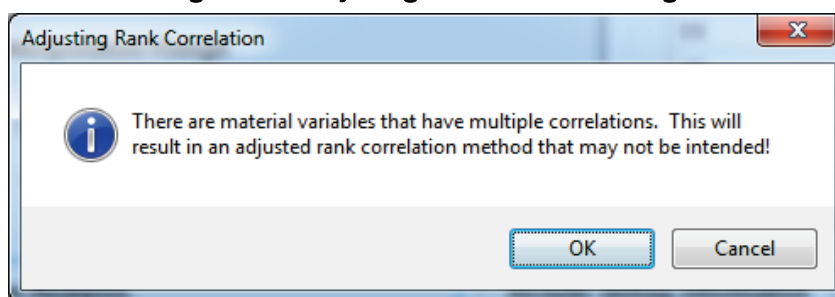 Adjusting Rank Correlation
There are material variables that have multiple correlations.  This will
result in an adjusted rank correlation method that may not be intended!
OK
Cancel